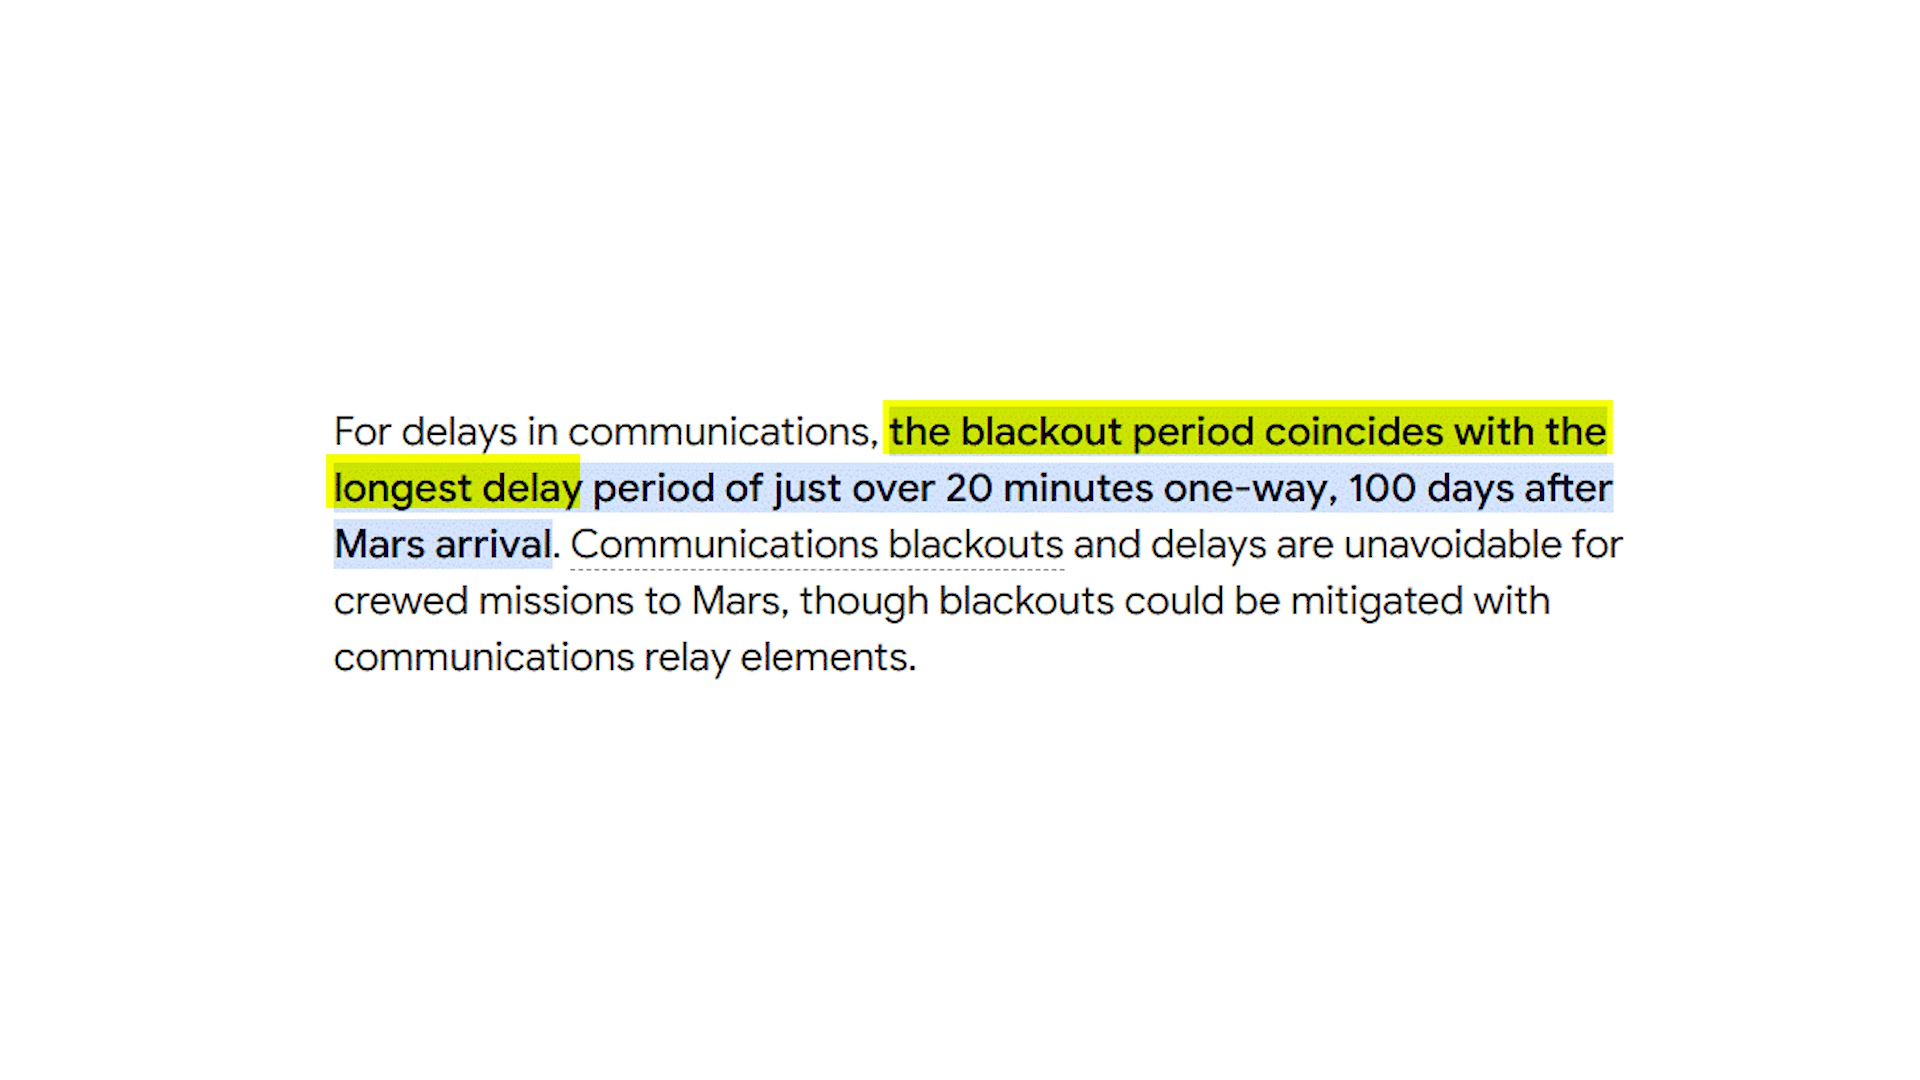 For delays in communications, the blackout period coincides with the
longest delay period of just over 20 minutes one-way, 100 days after
Mars arrival. Communications blackouts and delays are unavoidable for
crewed missions to Mars, though blackouts could be mitigated with
communications relay elements.